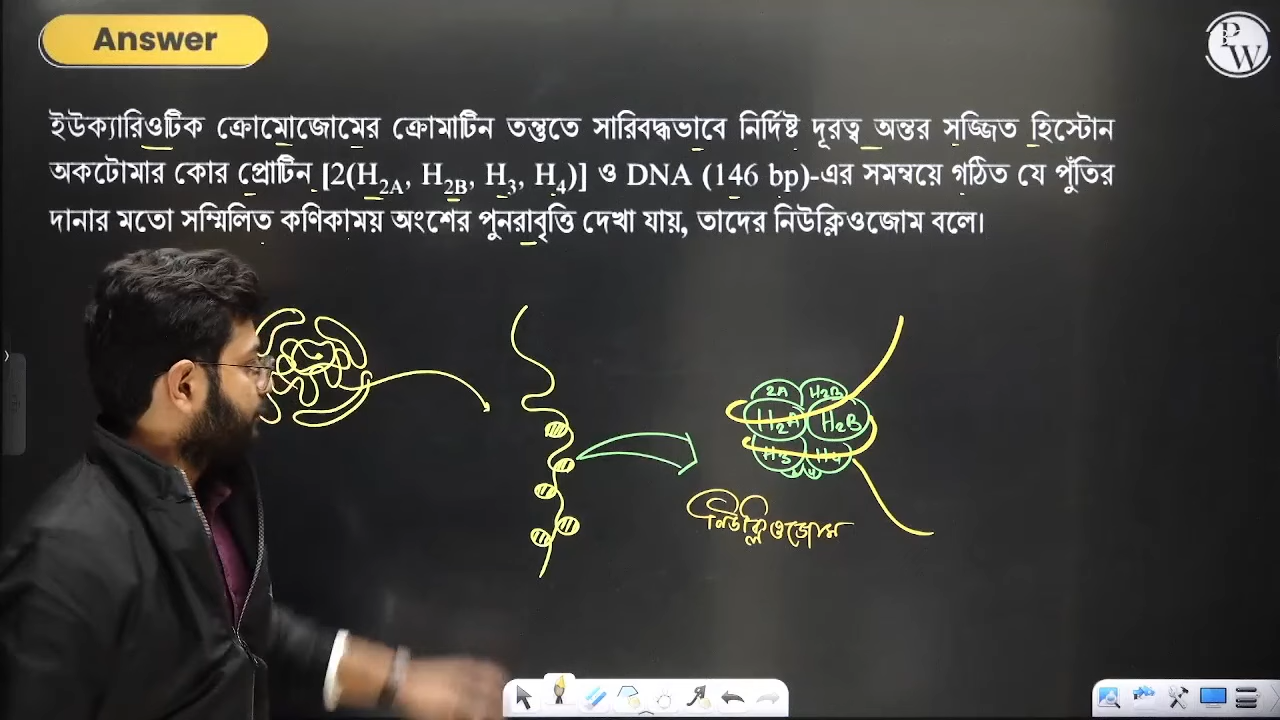 Answer
PW
ইউক্যারিওটিক ক্রোমোজোমের ক্রোমাটিন তন্তুতে সারিবদ্ধভাবে নির্দিষ্ট দূরত্ব অন্তর সজ্জিত হিস্টোন
অকটোমার কোর প্রোটিন [2(H2A, H2B, H3, H4)] ও DNA (146 bp)-এর সমন্বয়ে গঠিত যে পুঁতির
দানার মতো সম্মিলিত কণিকাময় অংশের পুনরাবৃত্তি দেখা যায়, তাদের নিউক্লিওজোম বলে।
2A H2B
H2A H2B
H3 H4
নিউক্লিওজোম